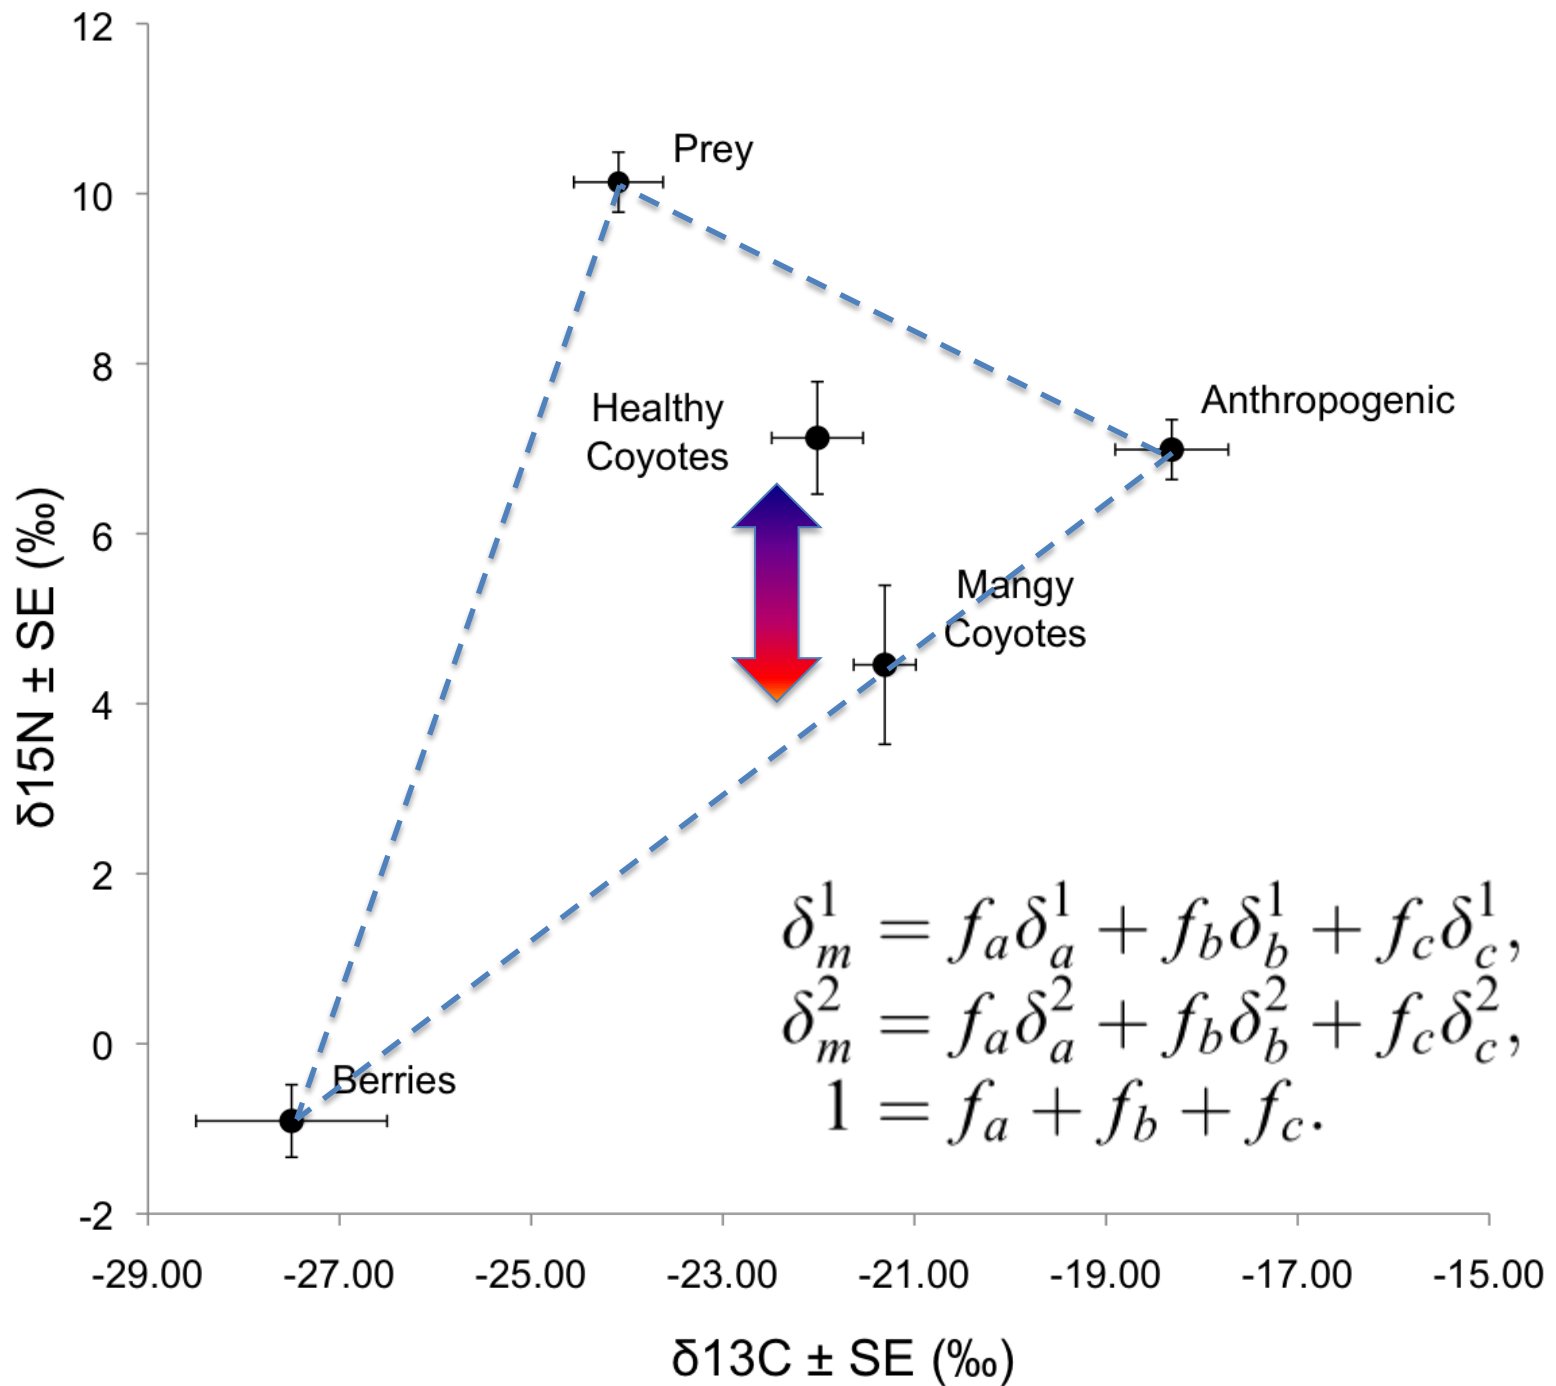 12
Prey
10
8
Healthy
Coyotes
Anthropogenic
δ15N ± SE (‰)
6
Mangy
Coyotes
4
2
δ¹ₘ = fₐδ¹ₐ + f_bδ¹_b + f_cδ¹_c,
δ²ₘ = fₐδ²ₐ + f_bδ²_b + f_cδ²_c,
0
Berries
1 = fₐ + f_b + f_c.
-2
-29.00 -27.00 -25.00 -23.00 -21.00 -19.00 -17.00 -15.00
δ13C ± SE (‰)